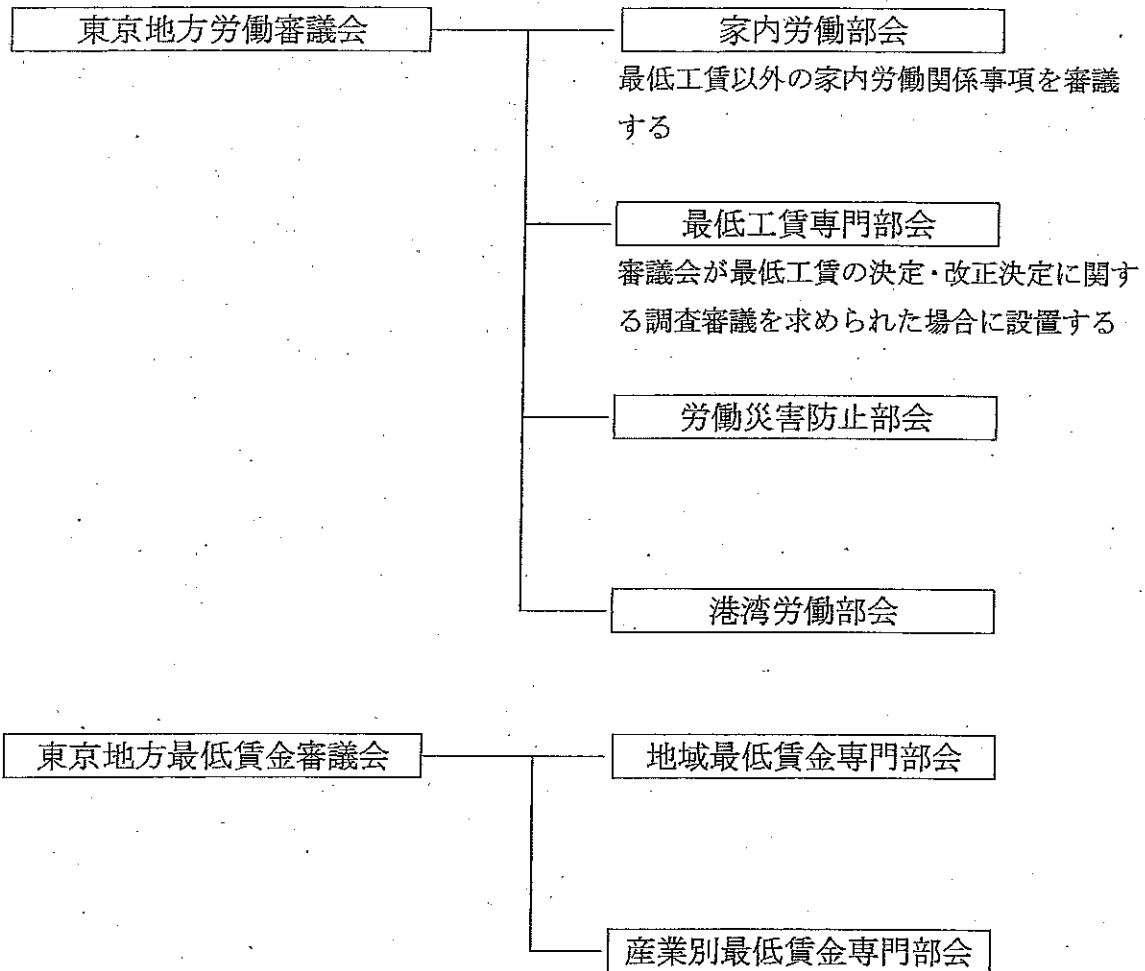 東京地方労働審議会
家内労働部会
最低工賃以外の家内労働関係事項を審議
する
最低工賃専門部会
審議会が最低工賃の決定・改正決定に関す
る調査審議を求められた場合に設置する
労働災害防止部会
港湾労働部会
東京地方最低賃金審議会
地域最低賃金専門部会
産業別最低賃金専門部会